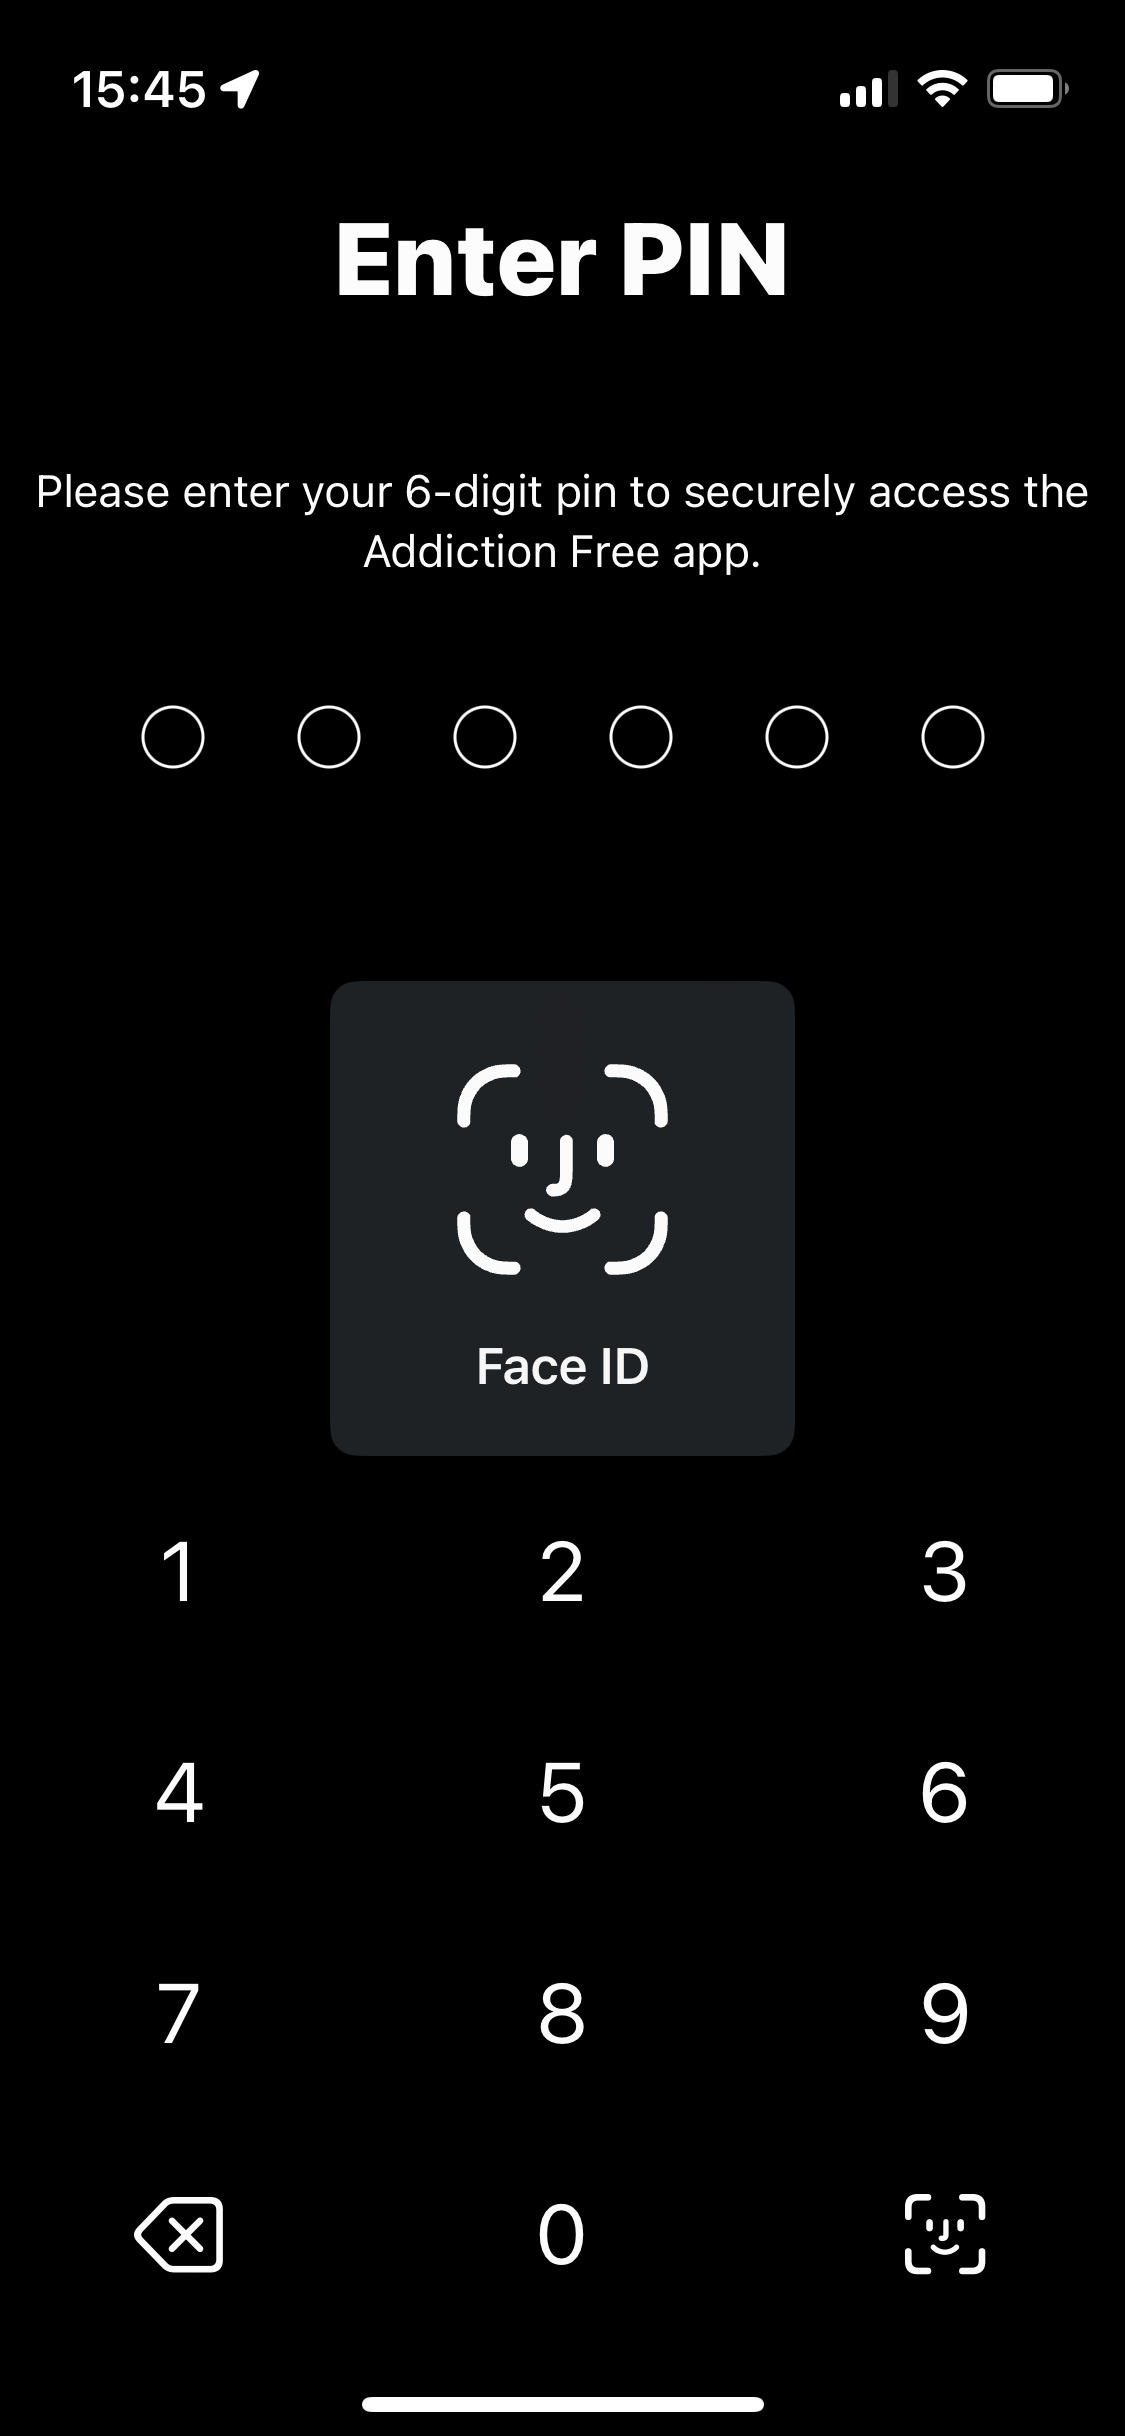 15:45
Enter PIN
Please enter your 6-digit pin to securely access the
Addiction Free app.
Face ID
1 2 3
4 5 6
7 8 9
0